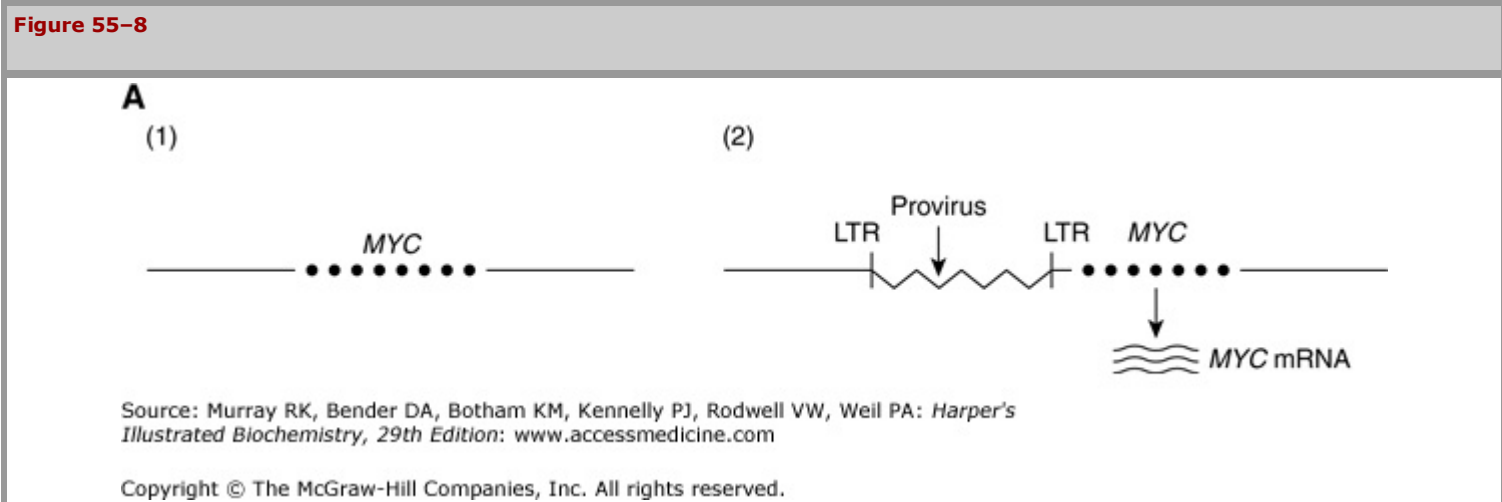 Figure 55–8
A
(1)
(2)
MYC
Provirus
LTR
LTR
MYC
MYC mRNA
Source: Murray RK, Bender DA, Botham KM, Kennelly PJ, Rodwell VW, Weil PA: Harper's
Illustrated Biochemistry, 29th Edition: www.accessmedicine.com
Copyright © The McGraw-Hill Companies, Inc. All rights reserved.